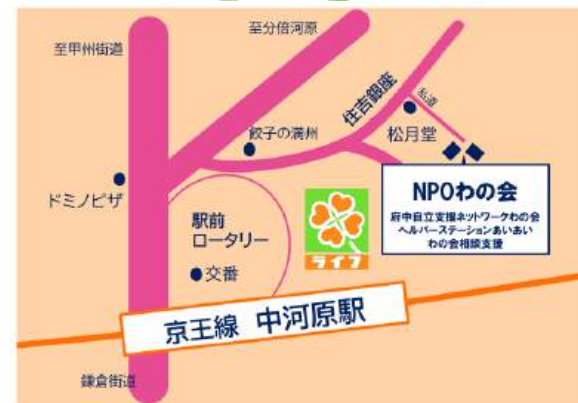 至分倍河原
至甲州街道
住吉銀座
私道
餃子の満州
松月堂
ドミノピザ
NPOわの会
府中自立支援ネットワークわの会
ヘルパーステーションあいあい
わの会相談支援
駅前
ロータリー
ライフ
交番
京王線 中河原駅
鎌倉街道